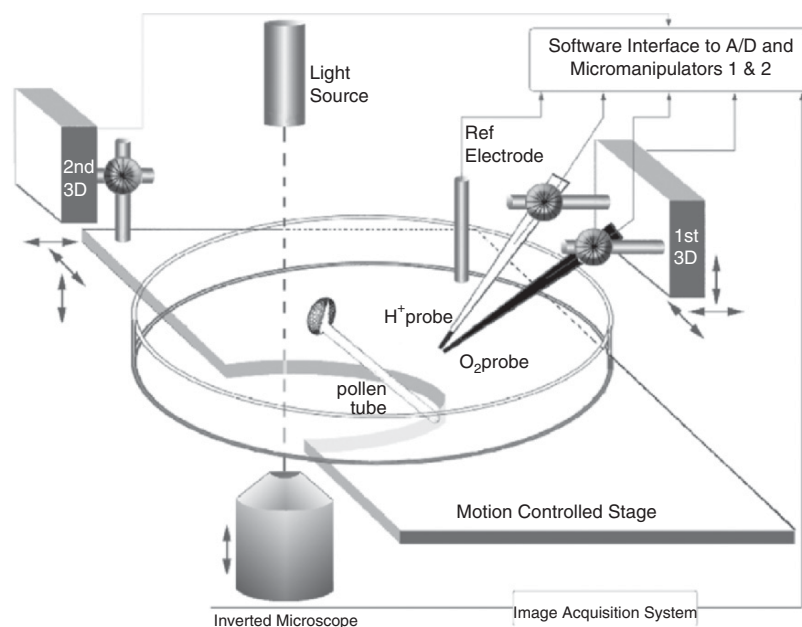 Software Interface to A/D and
Micromanipulators 1 & 2
Light
Source
Ref
Electrode
2nd
3D
1st
3D
H⁺probe
O₂probe
pollen
tube
Motion Controlled Stage
Inverted Microscope
Image Acquisition System